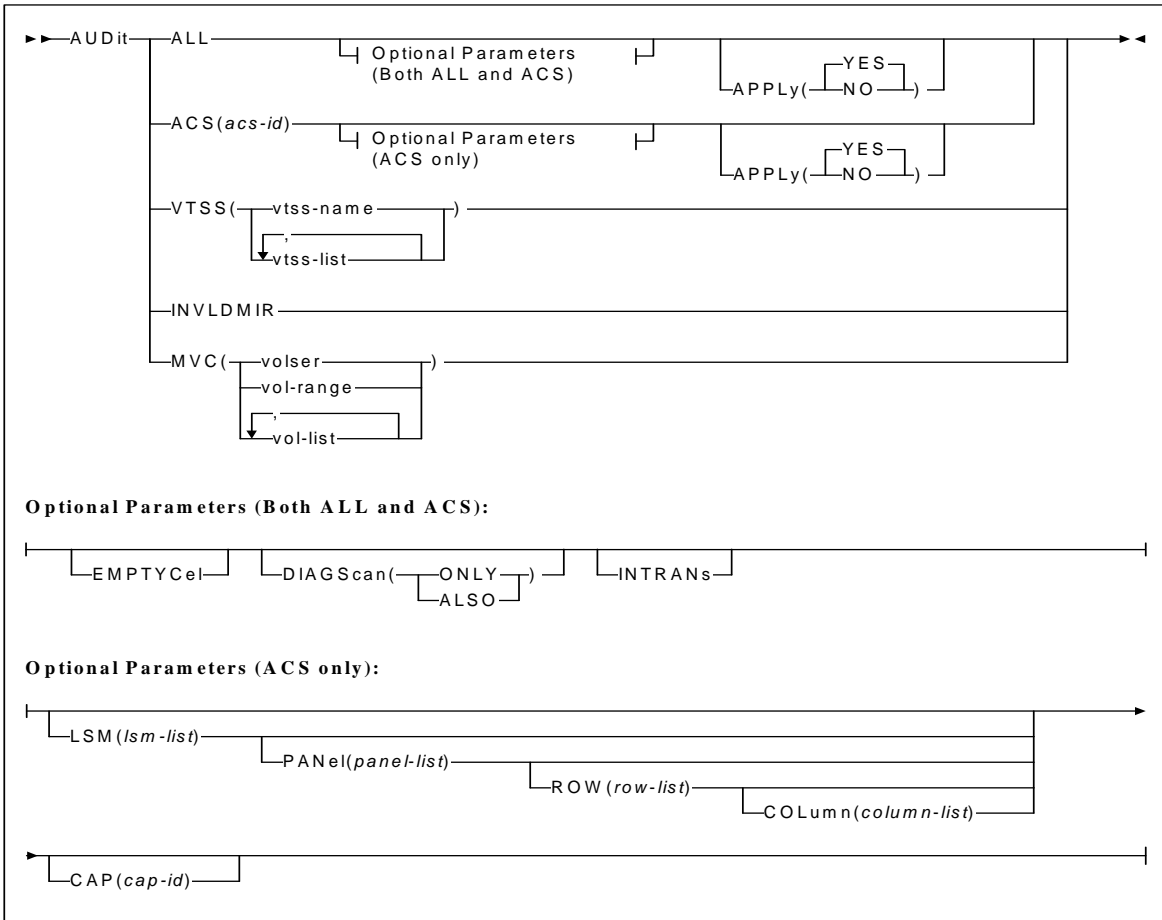 AUDit ALL Optional Parameters
(Both ALL and ACS)
YES
APPLy( NO )
ACS(acs-id) Optional Parameters
(ACS only)
YES
APPLy( NO )
VTSS( vtss-name )
,
vtss-list
INVLDMIR
MVC( volser )
vol-range
,
vol-list
Optional Parameters (Both ALL and ACS):
EMPTYCel DIAGScan( ONLY ) INTRANs
ALSO
Optional Parameters (ACS only):
LSM(lsm-list)
PANel(panel-list)
ROW(row-list)
COLumn(column-list)
CAP(cap-id)